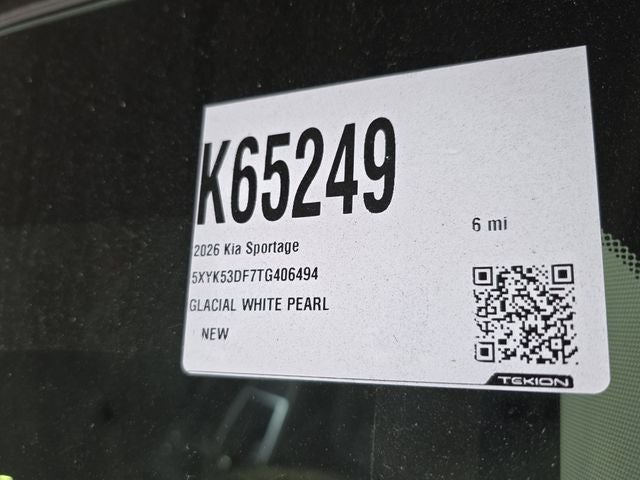 K65249
6 mi
2026 Kia Sportage
5XYK53DF7TG406494
GLACIAL WHITE PEARL
NEW
TEKION